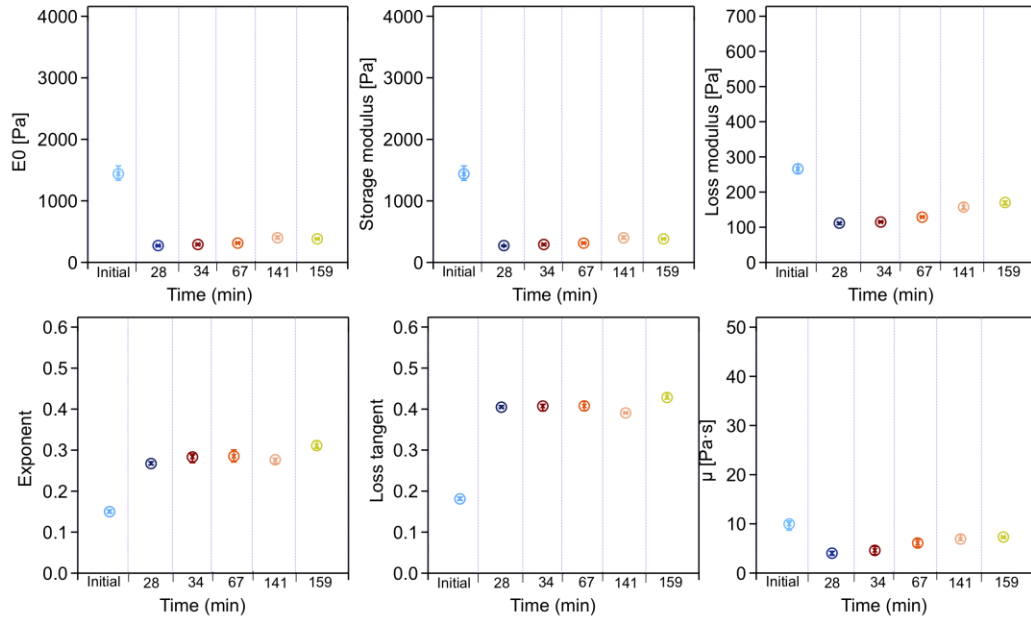 E0 [Pa]
4000
3000
2000
1000
0
Initial 28 34 67 141 159
Time (min)
Storage modulus [Pa]
4000
3000
2000
1000
0
Initial 28 34 67 141 159
Time (min)
Loss modulus [Pa]
700
600
500
400
300
200
100
0
Initial 28 34 67 141 159
Time (min)
Exponent
0.6
0.5
0.4
0.3
0.2
0.1
0.0
Initial 28 34 67 141 159
Time (min)
Loss tangent
0.6
0.5
0.4
0.3
0.2
0.1
0.0
Initial 28 34 67 141 159
Time (min)
μ [Pa·s]
50
40
30
20
10
0
Initial 28 34 67 141 159
Time (min)